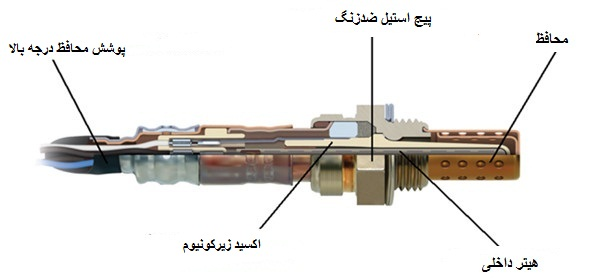 پیچ استیل ضدزنگ
محافظ
پوشش محافظ درجه بالا
اکسید زیرکونیوم
هیتر داخلی